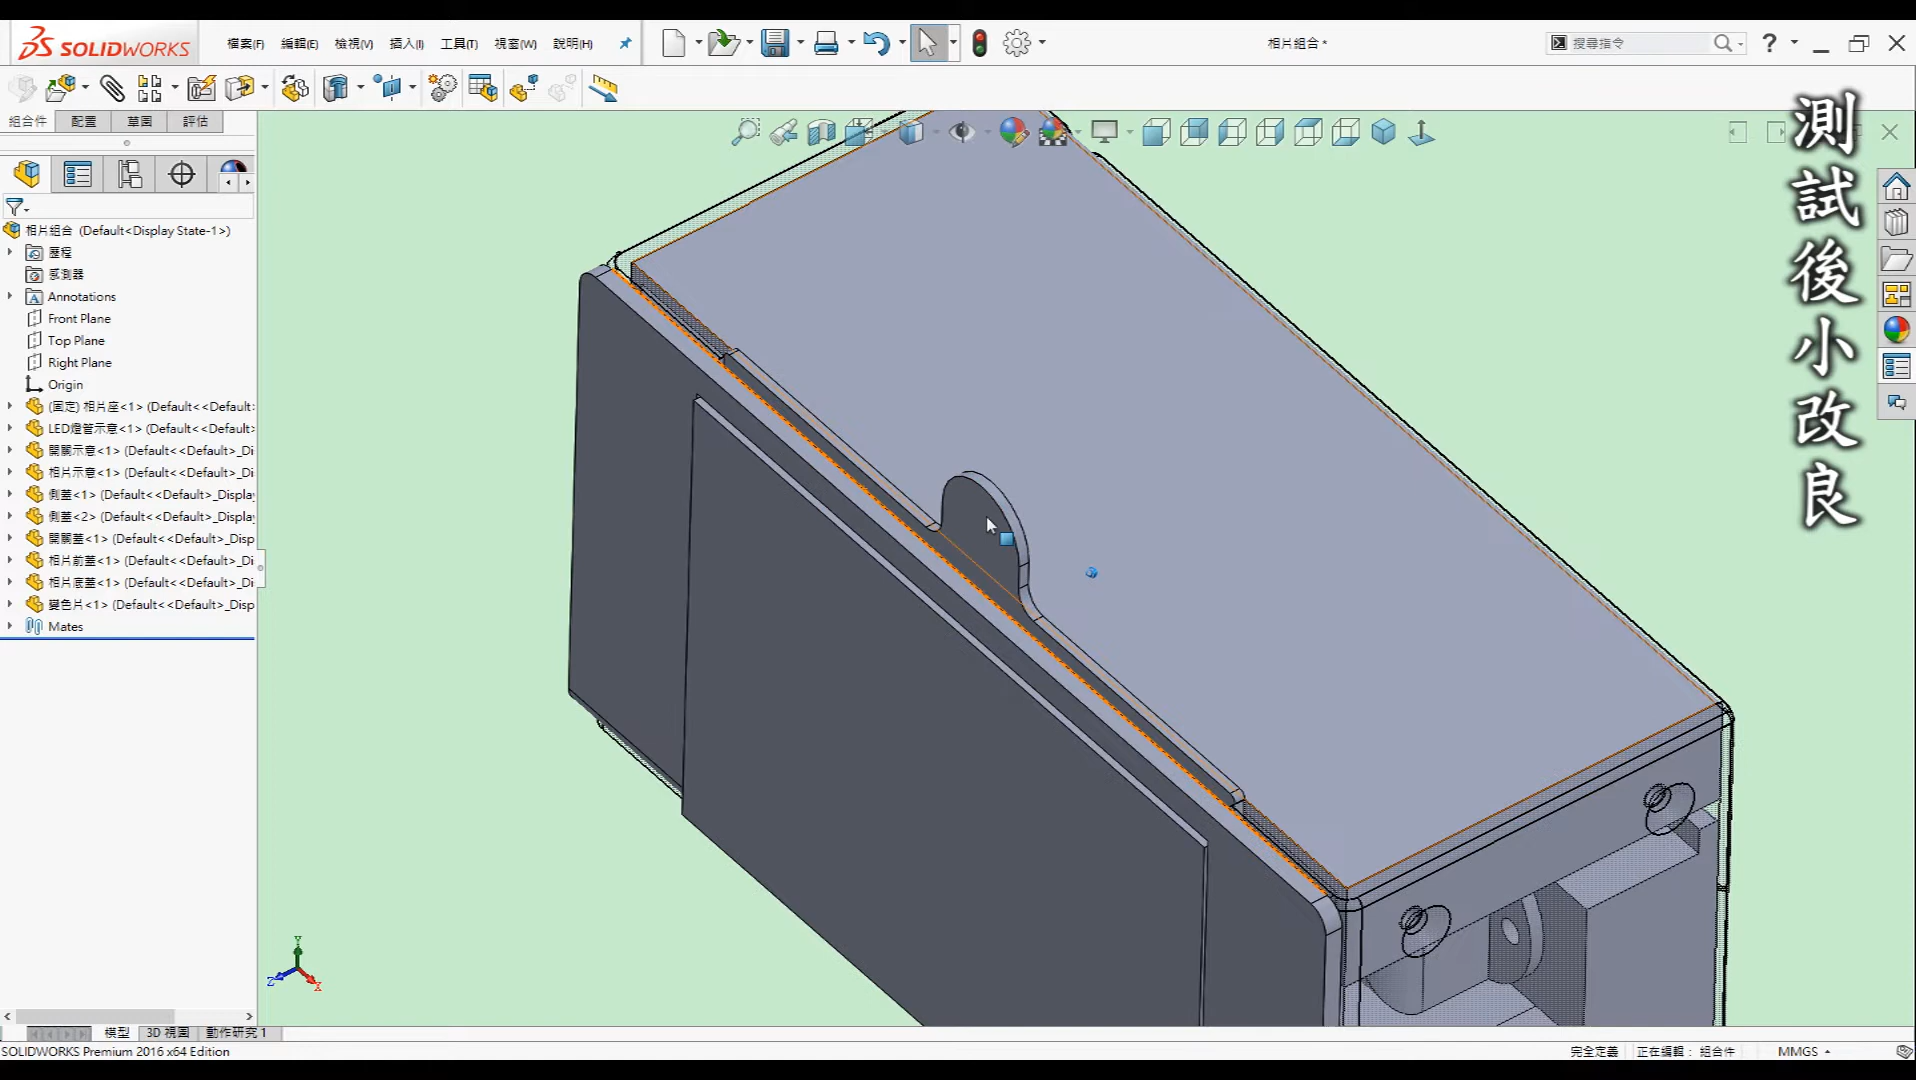 SOLIDWORKS
檔案(F)
編輯(E)
檢視(V)
插入(I)
工具(T)
視窗(W)
說明(H)
相片組合 *
搜尋指令
?
組合件
配置
草圖
評估
測試後小改良
相片組合 (Default<Display State-1>)
歷程
感測器
Annotations
Front Plane
Top Plane
Right Plane
Origin
(固定) 相片座<1> (Default<<Default>
LED燈管示意<1> (Default<<Default>
開關示意<1> (Default<<Default>_Di
相片示意<1> (Default<<Default>_Di
側蓋<1> (Default<<Default>_Display
側蓋<2> (Default<<Default>_Display
開關蓋<1> (Default<<Default>_Disp
相片前蓋<1> (Default<<Default>_Di
相片底蓋<1> (Default<<Default>_Di
變色片<1> (Default<<Default>_Disp
Mates
Y
Z
X
模型
3D 視圖
動作研究 1
SOLIDWORKS Premium 2016 x64 Edition
完全定義
正在編輯： 組合件
MMGS